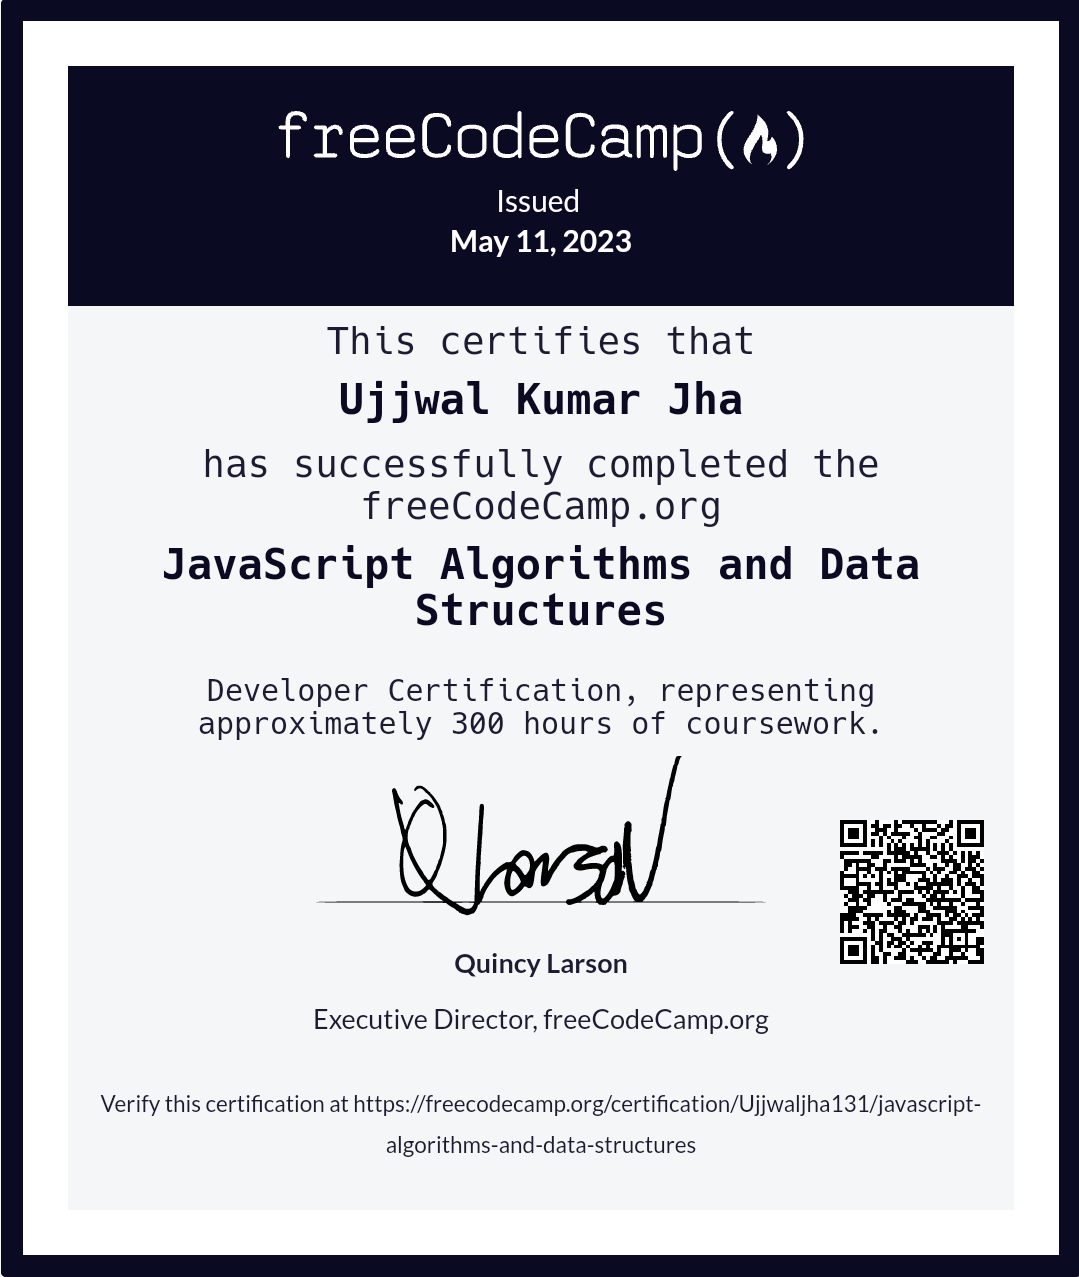 freeCodeCamp(🔥)
Issued
May 11, 2023
This certifies that
Ujjwal Kumar Jha
has successfully completed the
freeCodeCamp.org
JavaScript Algorithms and Data
Structures
Developer Certification, representing
approximately 300 hours of coursework.
Q Larson
Quincy Larson
Executive Director, freeCodeCamp.org
Verify this certification at https://freecodecamp.org/certification/Ujjwaljha131/javascript-
algorithms-and-data-structures